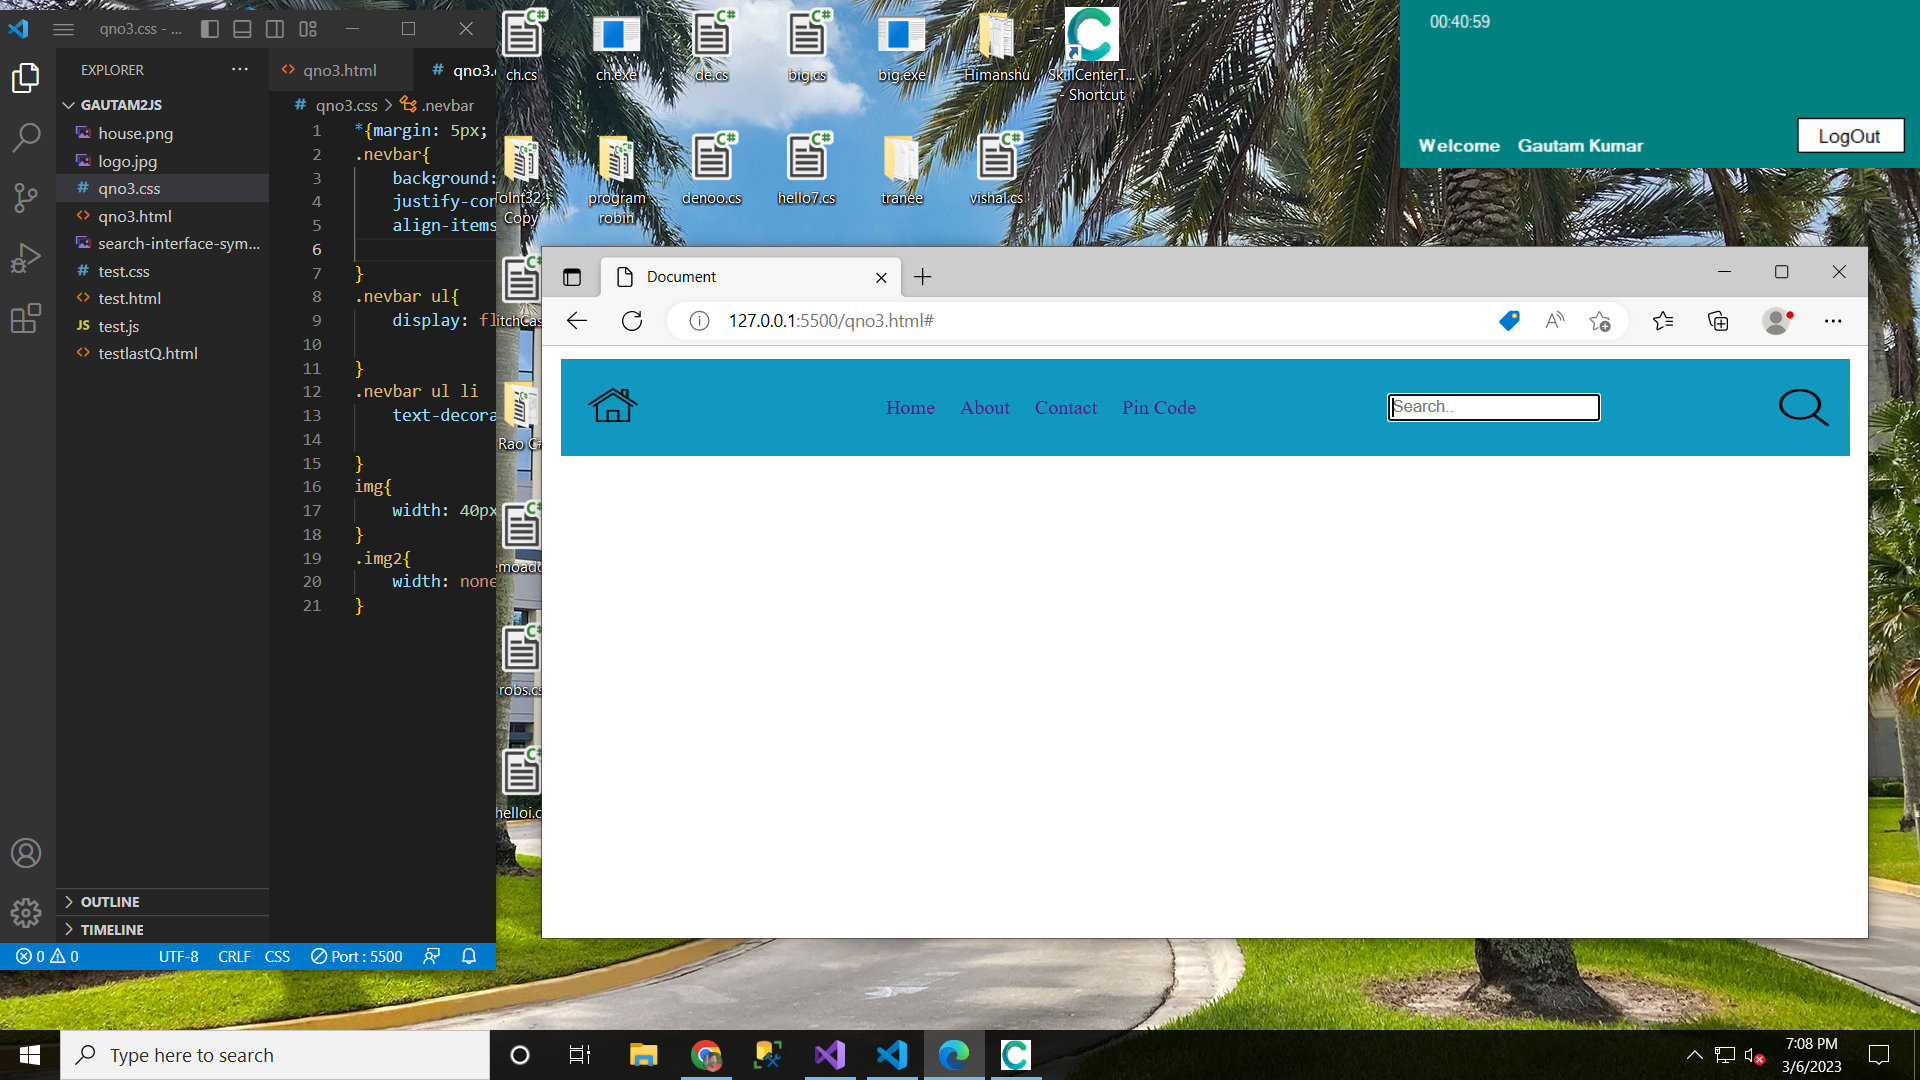 qno3.css - ...
EXPLORER
GAUTAM2JS
house.png
logo.jpg
qno3.css
qno3.html
search-interface-sym...
test.css
test.html
JS test.js
testlastQ.html
OUTLINE
TIMELINE
qno3.html
# qno3.
# qno3.css > .nevbar
1 *{margin: 5px;
2 .nevbar{
3 background:
4 justify-con
5 align-items
6
7 }
8 .nevbar ul{
9 display: fl
10
11 }
12 .nevbar ul li
13 text-decora
14
15 }
16 img{
17 width: 40px
18 }
19 .img2{
20 width: none
21 }
0 0
UTF-8 CRLF CSS Port : 5500
ch.cs
ch.exe
de.cs
big.cs
big.exe
Himanshu
SkillCenterT...
- Shortcut
ToInt32 -
Copy
program
robin
denoo.cs
hello7.cs
tranee
vishal.cs
itchCas
Rao C#
emoado
robs.cs
helloi.c
00:40:59
Welcome Gautam Kumar
LogOut
Document
127.0.0.1:5500/qno3.html#
Home About Contact Pin Code
Search..
Type here to search
7:08 PM
3/6/2023